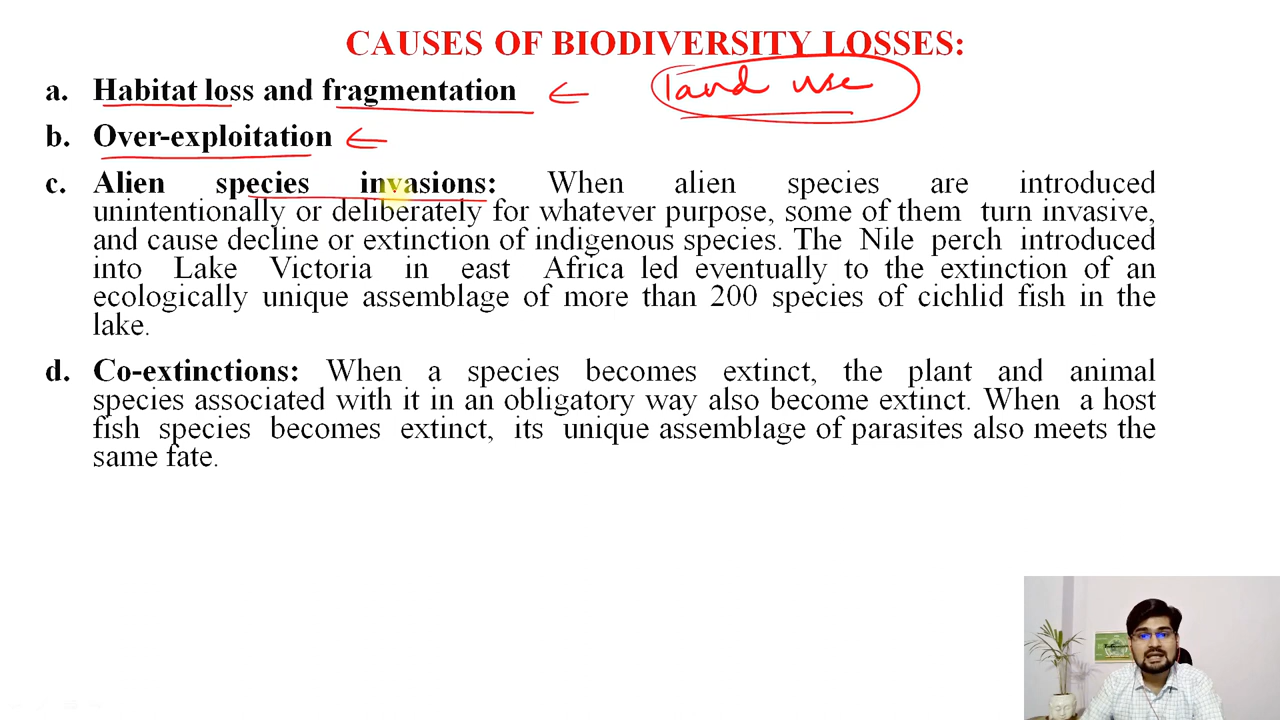 CAUSES OF BIODIVERSITY LOSSES:
a. Habitat loss and fragmentation ← land use
b. Over-exploitation ←
c. Alien species invasions: When alien species are introduced
unintentionally or deliberately for whatever purpose, some of them turn invasive,
and cause decline or extinction of indigenous species. The Nile perch introduced
into Lake Victoria in east Africa led eventually to the extinction of an
ecologically unique assemblage of more than 200 species of cichlid fish in the
lake.
d. Co-extinctions: When a species becomes extinct, the plant and animal
species associated with it in an obligatory way also become extinct. When a host
fish species becomes extinct, its unique assemblage of parasites also meets the
same fate.